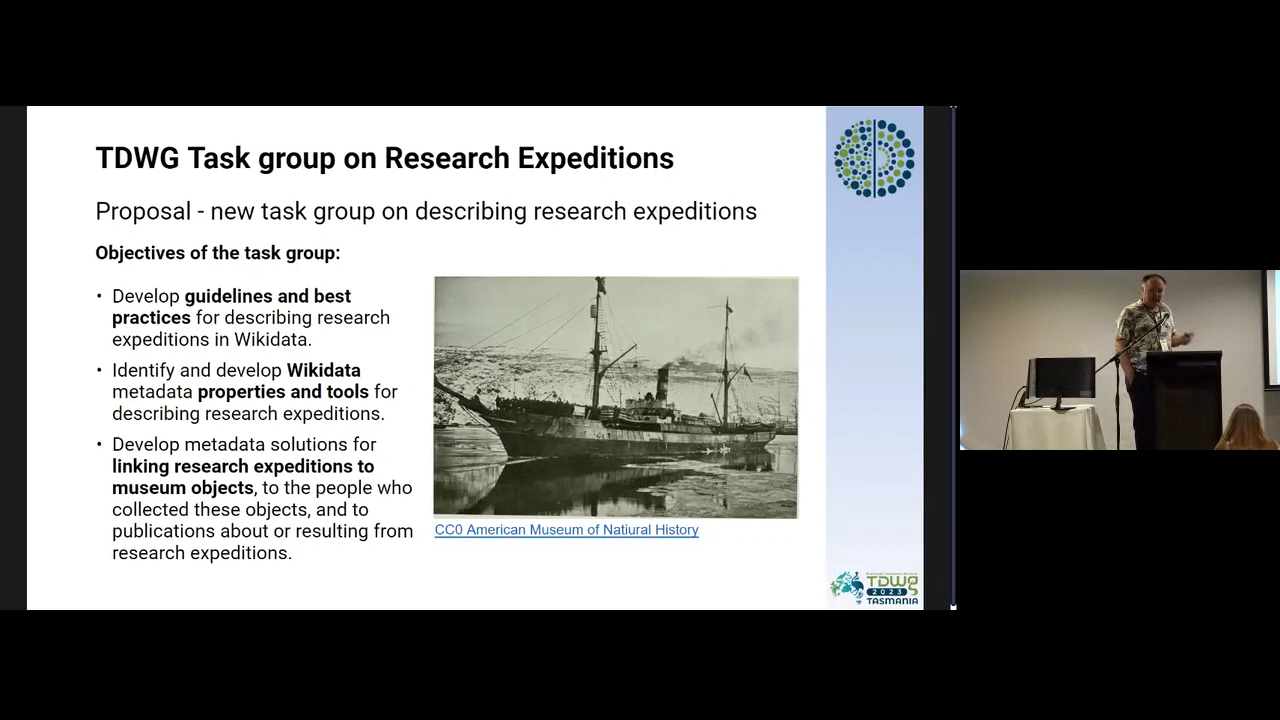 TDWG Task group on Research Expeditions
Proposal - new task group on describing research expeditions
Objectives of the task group:
• Develop guidelines and best
practices for describing research
expeditions in Wikidata.
• Identify and develop Wikidata
metadata properties and tools for
describing research expeditions.
• Develop metadata solutions for
linking research expeditions to
museum objects, to the people who
collected these objects, and to
publications about or resulting from
research expeditions.
CC0 American Museum of Natiural History
TDWG
2023
TASMANIA